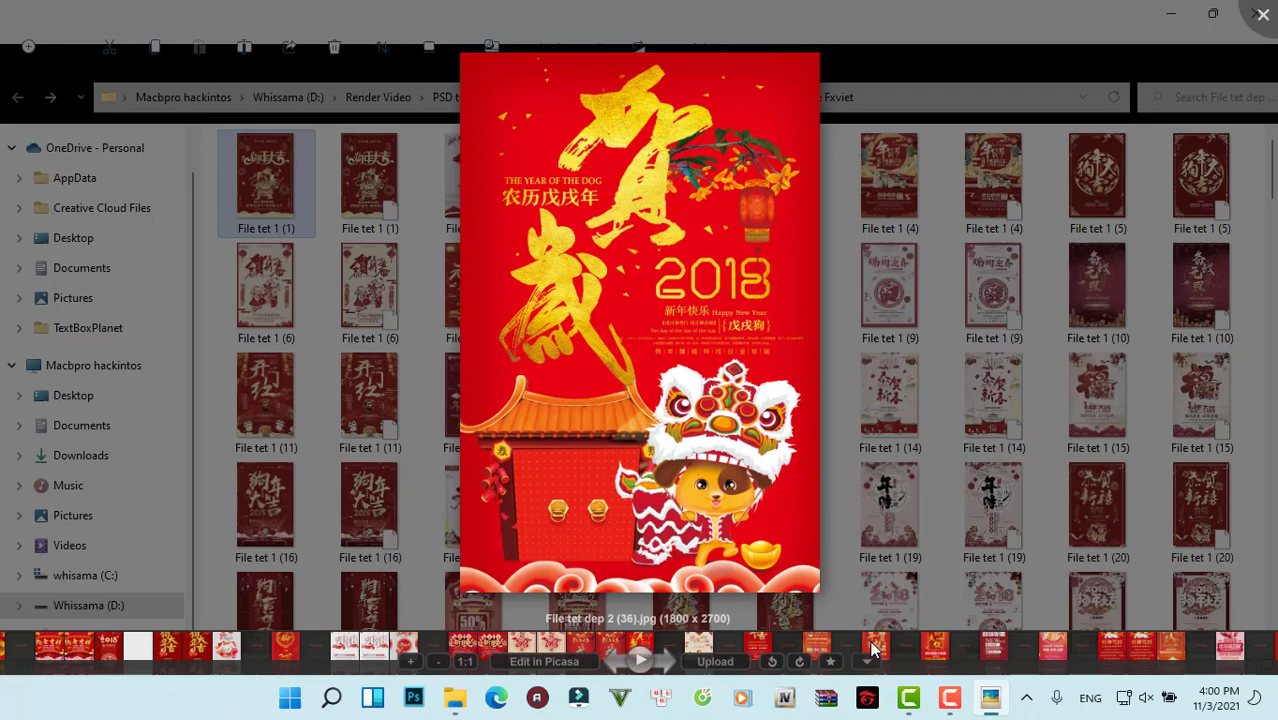 Macbpro hackintos
Whissama (D:)
Render Video
PSD t
e Fxviet
Search File tet dep ...
OneDrive - Personal
AppData
Creative Cloud Files
Desktop
Documents
Pictures
TextBoxPlanet
Macbpro hackintos
Desktop
Documents
Downloads
Music
Pictures
Videos
whisama (C:)
Whissama (D:)
File tet 1 (1)
File tet 1 (1)
File tet 1 (4)
File tet 1 (4)
File tet 1 (5)
File tet 1 (5)
File tet 1 (6)
File tet 1 (6)
File tet 1 (9)
File tet 1 (9)
File tet 1 (10)
File tet 1 (10)
File tet 1 (11)
File tet 1 (11)
File tet 1 (14)
File tet 1 (14)
File tet 1 (15)
File tet 1 (15)
File tet 1 (16)
File tet 1 (16)
File tet 1 (19)
File tet 1 (19)
File tet 1 (20)
File tet 1 (20)
贺
岁
THE YEAR OF THE DOG
农历戊戌年
2018
新年快乐 Happy New Year
{戊戌狗}
春
File tet dep 2 (36).jpg (1800 x 2700)
1:1
Edit in Picasa
Upload
Ps
ENG
4:00 PM
11/3/2021